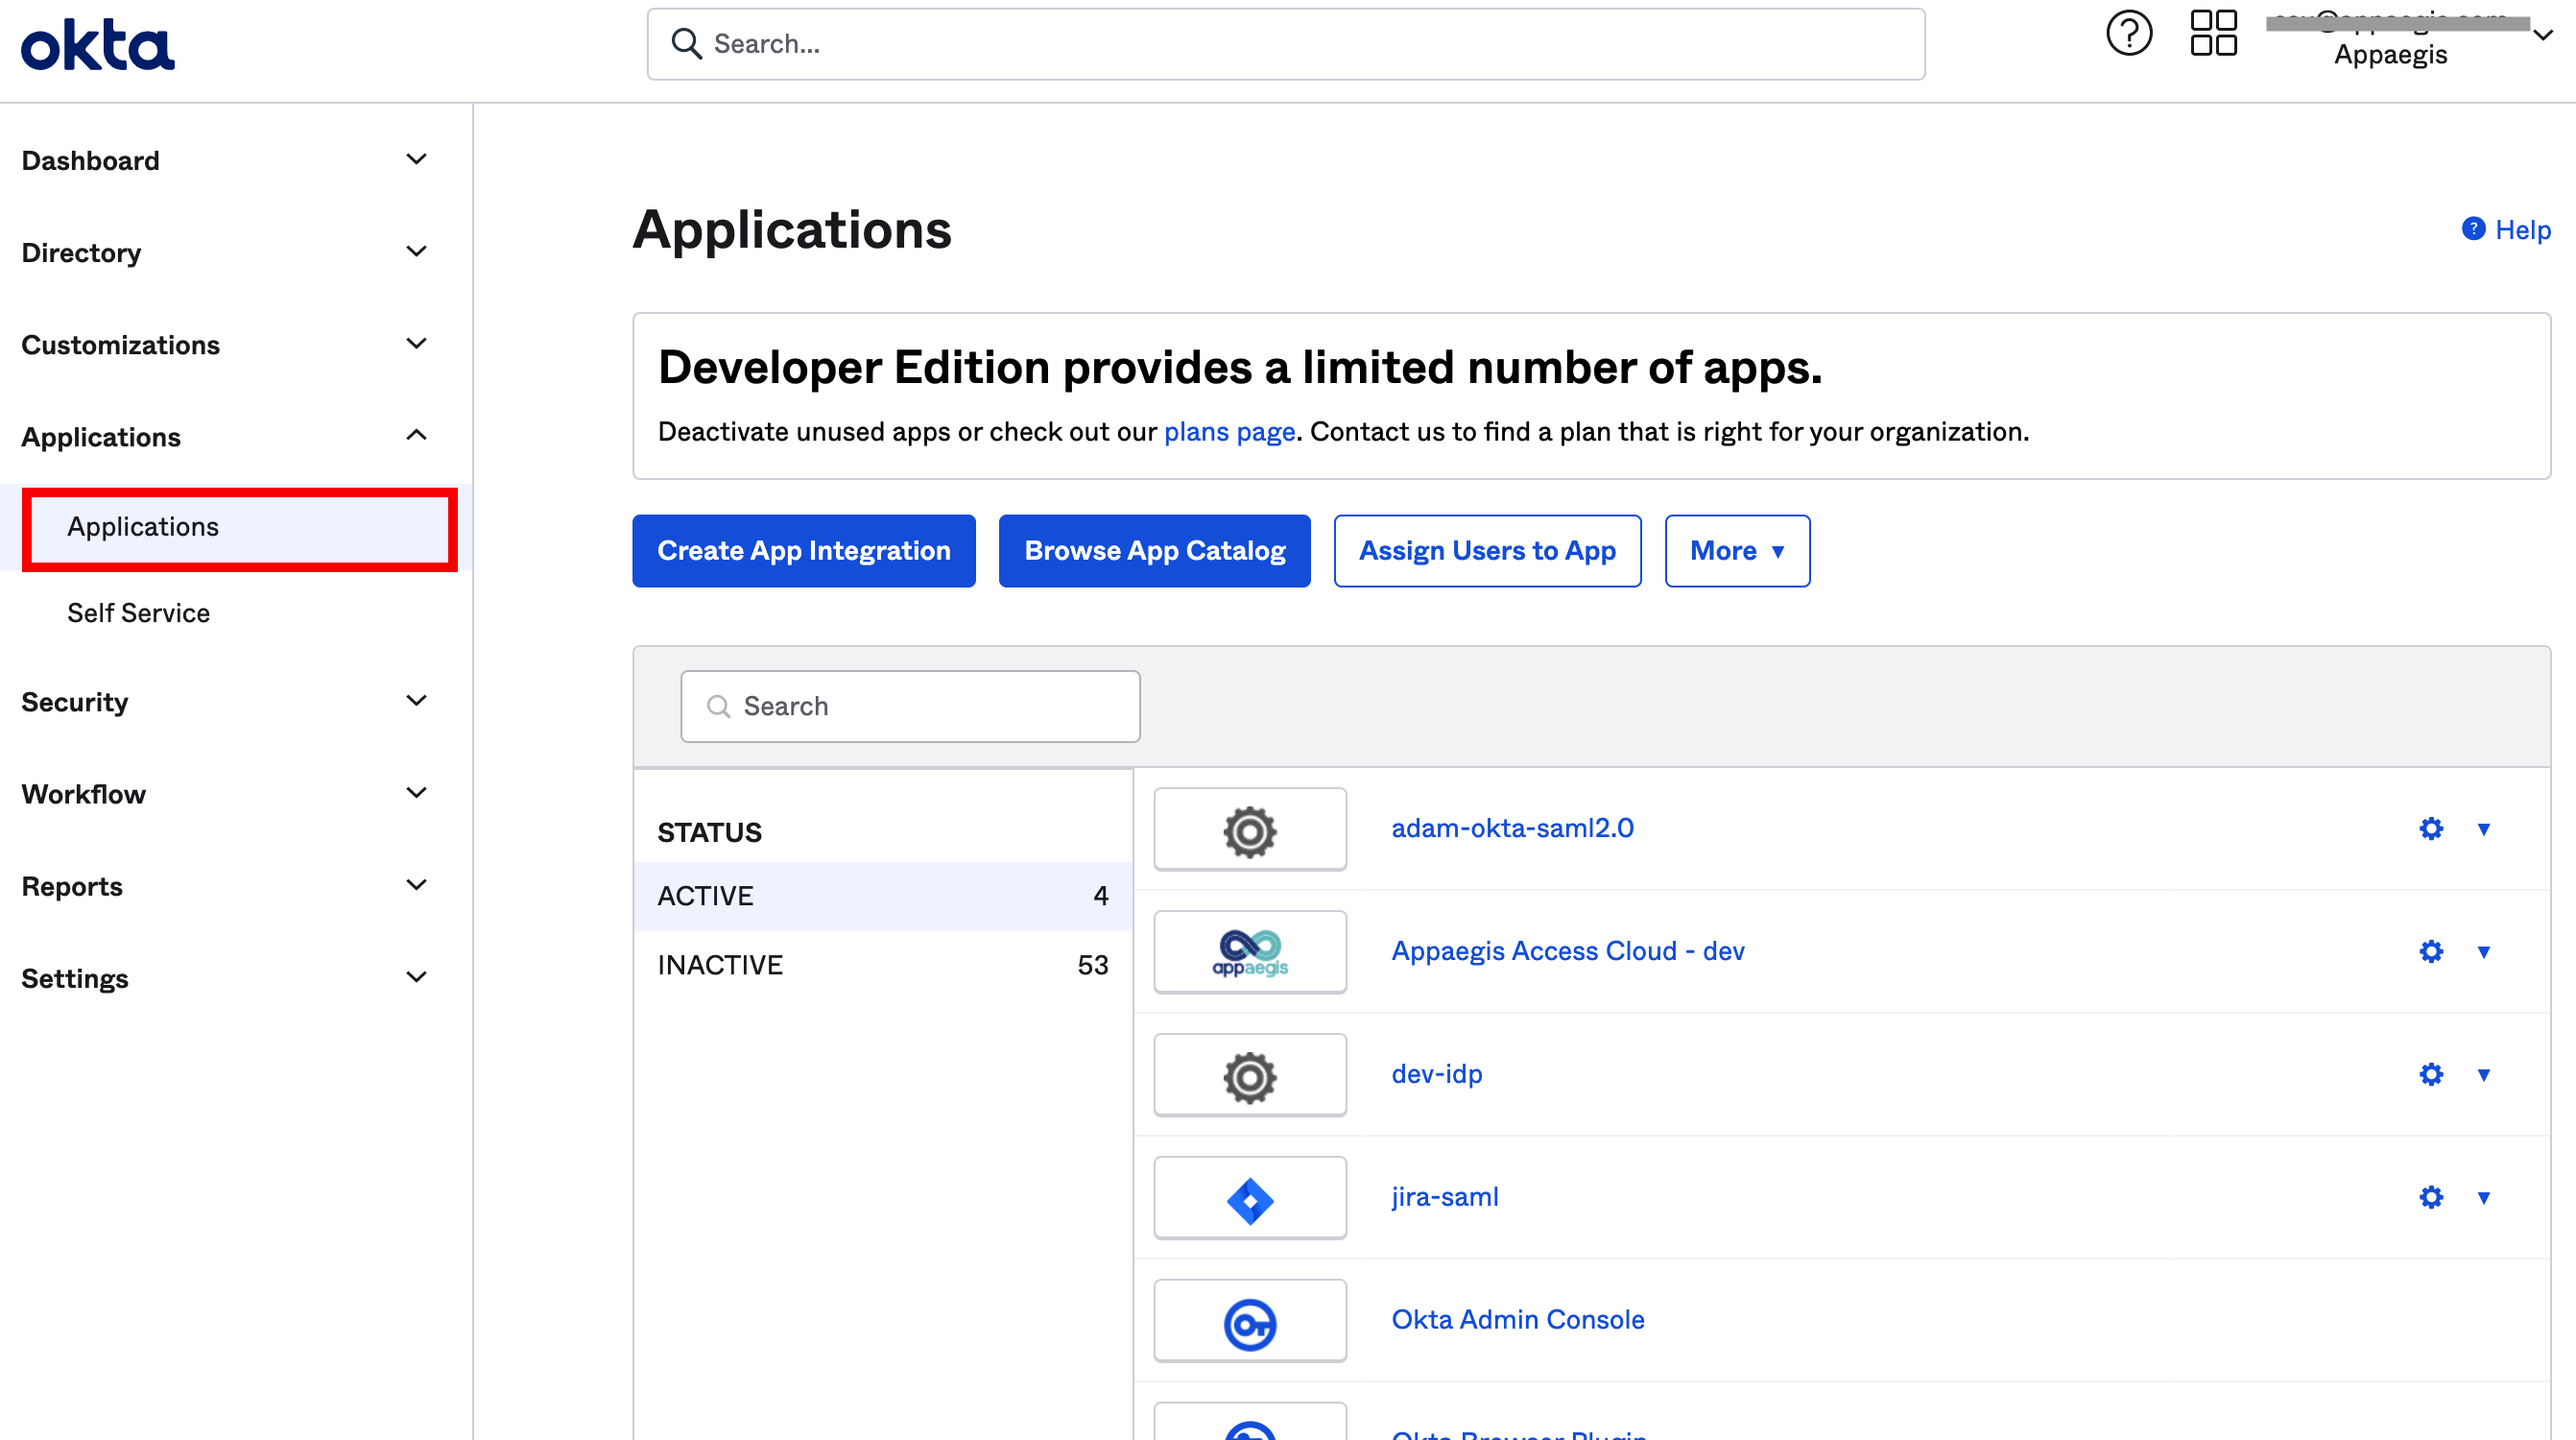 okta
Search...
Appaegis
Dashboard
Directory
Customizations
Applications
Applications
Self Service
Security
Workflow
Reports
Settings
Applications
? Help
Developer Edition provides a limited number of apps.
Deactivate unused apps or check out our plans page. Contact us to find a plan that is right for your organization.
Create App Integration
Browse App Catalog
Assign Users to App
More
Search
STATUS
ACTIVE 4
INACTIVE 53
adam-okta-saml2.0
appaegis
Appaegis Access Cloud - dev
dev-idp
jira-saml
Okta Admin Console
Okta Browser Plugin